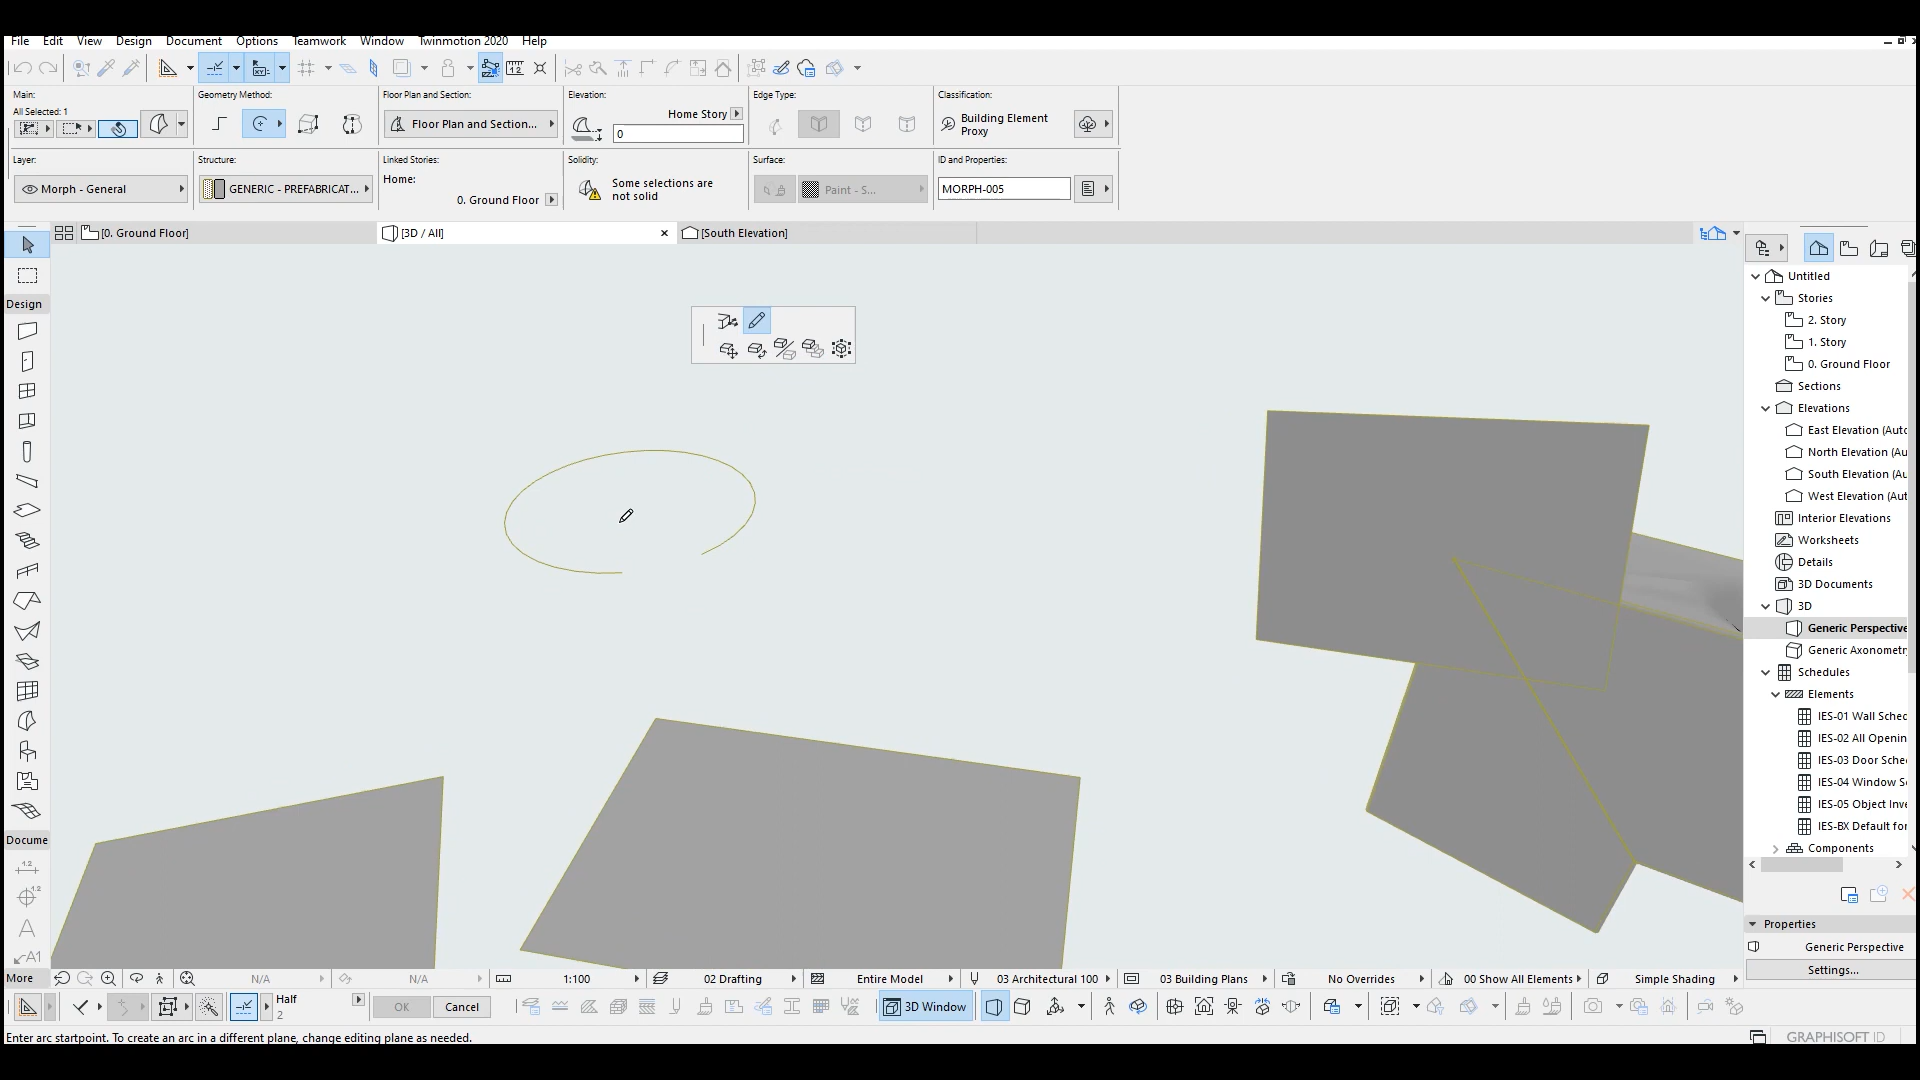 File Edit View Design Document Options Teamwork Window Twinmotion 2020 Help
Main:
All Selected: 1
Geometry Method:
Floor Plan and Section:
Floor Plan and Section...
Elevation:
Home Story
0
Edge Type:
Classification:
Building Element
Proxy
Layer:
Morph - General
Structure:
GENERIC - PREFABRICAT...
Linked Stories:
Home:
0. Ground Floor
Solidity:
Some selections are
not solid
Surface:
Paint - S...
ID and Properties:
MORPH-005
[0. Ground Floor]
[3D / All]
[South Elevation]
Design
Docume
More
Untitled
Stories
2. Story
1. Story
0. Ground Floor
Sections
Elevations
East Elevation (Auto
North Elevation (Au
South Elevation (Au
West Elevation (Aut
Interior Elevations
Worksheets
Details
3D Documents
3D
Generic Perspective
Generic Axonometr
Schedules
Elements
IES-01 Wall Sched
IES-02 All Openin
IES-03 Door Sche
IES-04 Window S
IES-05 Object Inve
IES-BX Default for
Components
Properties
Generic Perspective
Settings...
N/A
N/A
1:100
02 Drafting
Entire Model
03 Architectural 100
03 Building Plans
No Overrides
00 Show All Elements
Simple Shading
Half
2
OK
Cancel
3D Window
Enter arc startpoint. To create an arc in a different plane, change editing plane as needed.
GRAPHISOFT ID